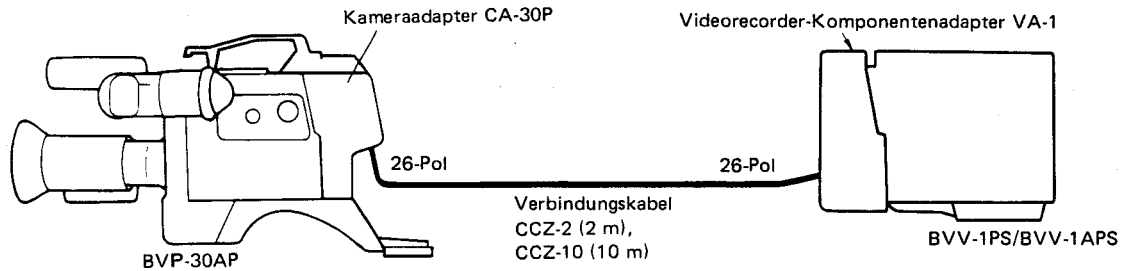 Kameraadapter CA-30P
Videorecorder-Komponentenadapter VA-1
26-Pol
26-Pol
Verbindungskabel
CCZ-2 (2 m),
CCZ-10 (10 m)
BVP-30AP
BVV-1PS/BVV-1APS